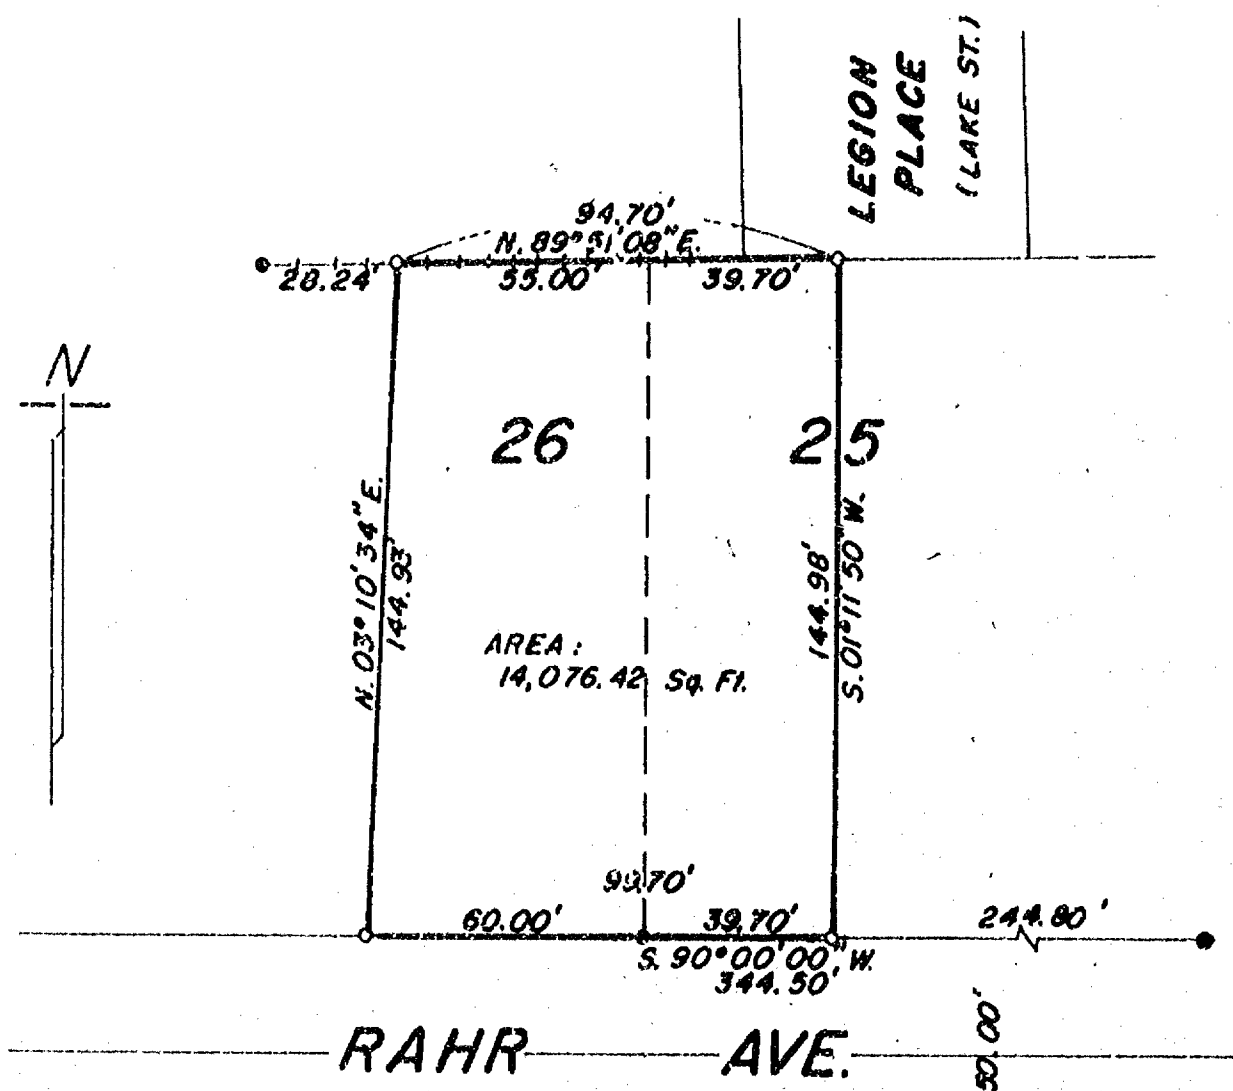 LEGION
PLACE
(LAKE ST.)
94.70'
N. 89°51'08"E.
28.24'
55.00'
39.70'
N
26
25
N. 03°10'34"E.
144.93'
144.98'
S. 01°11'50"W.
AREA:
14,076.42 Sq. Ft.
99.70'
60.00'
39.70'
244.80'
S. 90°00'00"W.
344.50'
50.00'
RAHR AVE.